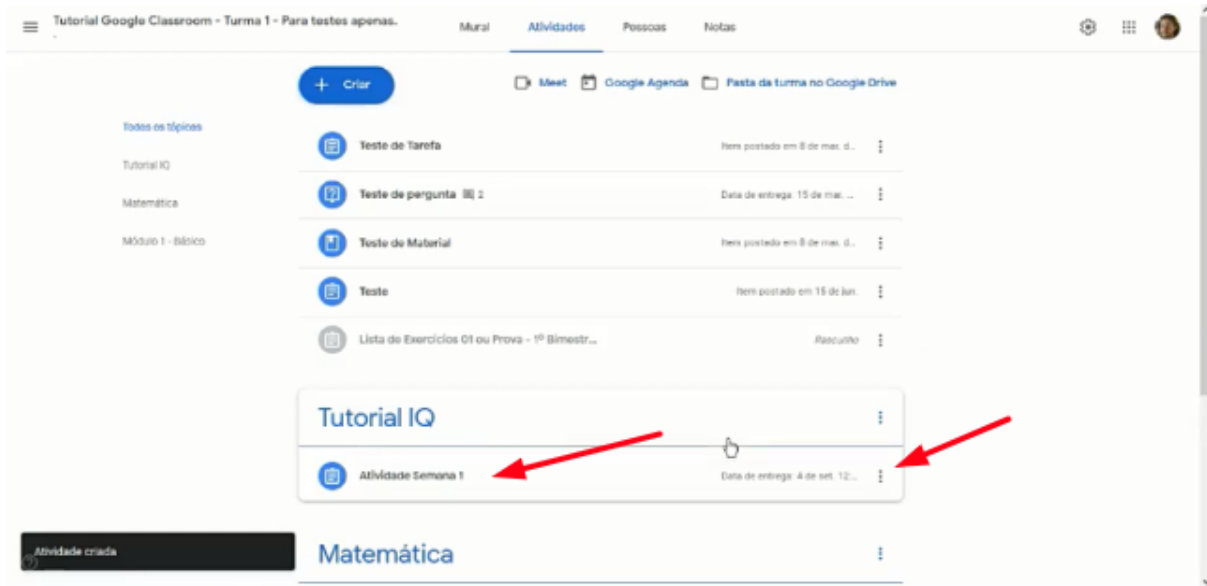 Tutorial Google Classroom - Turma 1 - Para testes apenas.
Mural Atividades Pessoas Notas
+ Criar
Meet Google Agenda Pasta da turma no Google Drive
Todos os tópicos
Tutorial IQ
Matemática
Módulo 1 - Básico
Teste de Tarefa Item postado em 8 de mar. d...
Teste de pergunta 2 Data de entrega: 15 de mar. ...
Teste de Material Item postado em 8 de mar. d...
Teste Item postado em 15 de jun.
Lista de Exercícios 01 ou Prova - 1º Bimestr... Rascunho
Tutorial IQ
Atividade Semana 1 Data de entrega: 4 de set. 12:...
Atividade criada
Matemática